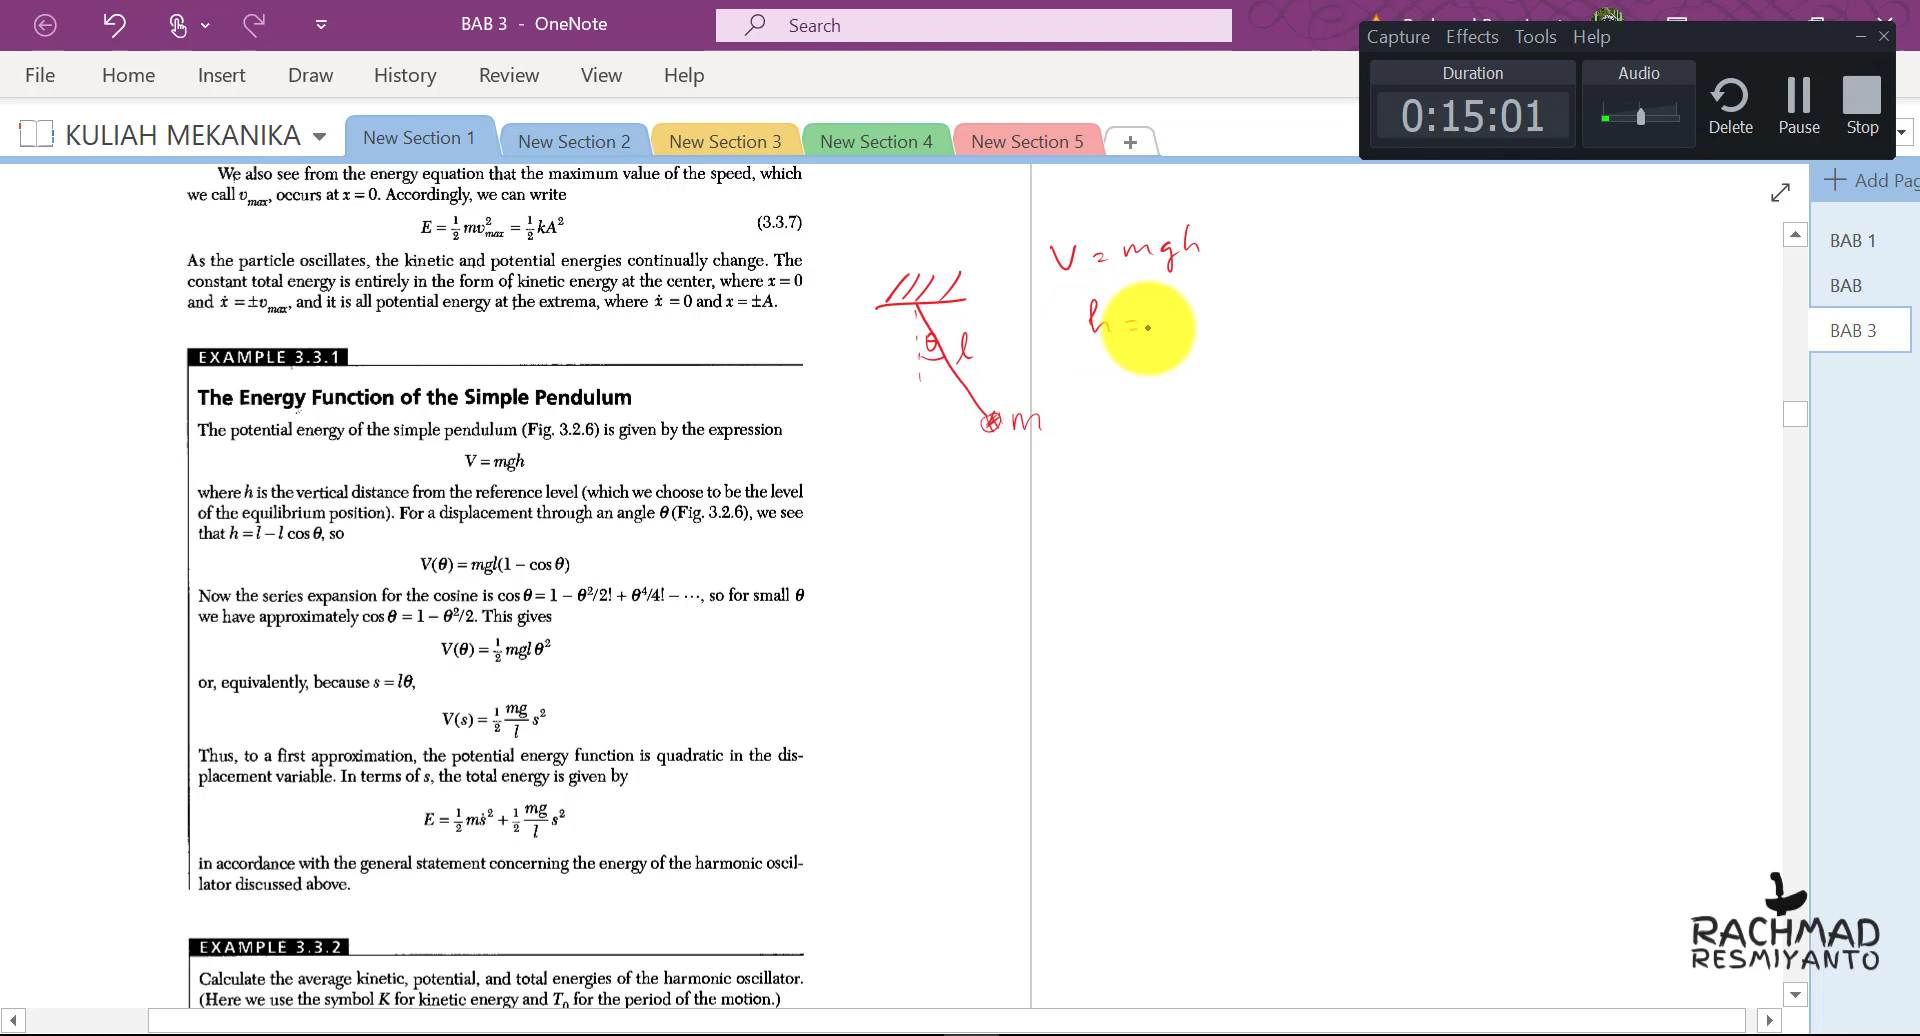 BAB 3 - OneNote
Search
Capture Effects Tools Help
Duration
Audio
0:15:01
Delete
Pause
Stop
File Home Insert Draw History Review View Help
KULIAH MEKANIKA
New Section 1
New Section 2
New Section 3
New Section 4
New Section 5
Add Pag
BAB 1
BAB
BAB 3
We also see from the energy equation that the maximum value of the speed, which
we call v_max, occurs at x = 0. Accordingly, we can write
E = 1/2 mv²_max = 1/2 kA² (3.3.7)
As the particle oscillates, the kinetic and potential energies continually change. The
constant total energy is entirely in the form of kinetic energy at the center, where x = 0
and ẋ = ±v_max, and it is all potential energy at the extrema, where ẋ = 0 and x = ±A.
EXAMPLE 3.3.1
The Energy Function of the Simple Pendulum
The potential energy of the simple pendulum (Fig. 3.2.6) is given by the expression
V = mgh
where h is the vertical distance from the reference level (which we choose to be the level
of the equilibrium position). For a displacement through an angle θ (Fig. 3.2.6), we see
that h = l – l cos θ, so
V(θ) = mgl(1 – cos θ)
Now the series expansion for the cosine is cos θ = 1 – θ²/2! + θ⁴/4! – ⋯, so for small θ
we have approximately cos θ = 1 – θ²/2. This gives
V(θ) = 1/2 mgl θ²
or, equivalently, because s = lθ,
V(s) = 1/2 mg/l s²
Thus, to a first approximation, the potential energy function is quadratic in the dis-
placement variable. In terms of s, the total energy is given by
E = 1/2 mṡ² + 1/2 mg/l s²
in accordance with the general statement concerning the energy of the harmonic oscil-
lator discussed above.
EXAMPLE 3.3.2
Calculate the average kinetic, potential, and total energies of the harmonic oscillator.
(Here we use the symbol K for kinetic energy and T₀ for the period of the motion.)
V = mgh
h =
θ
l
m
RACHMAD
RESMIYANTO